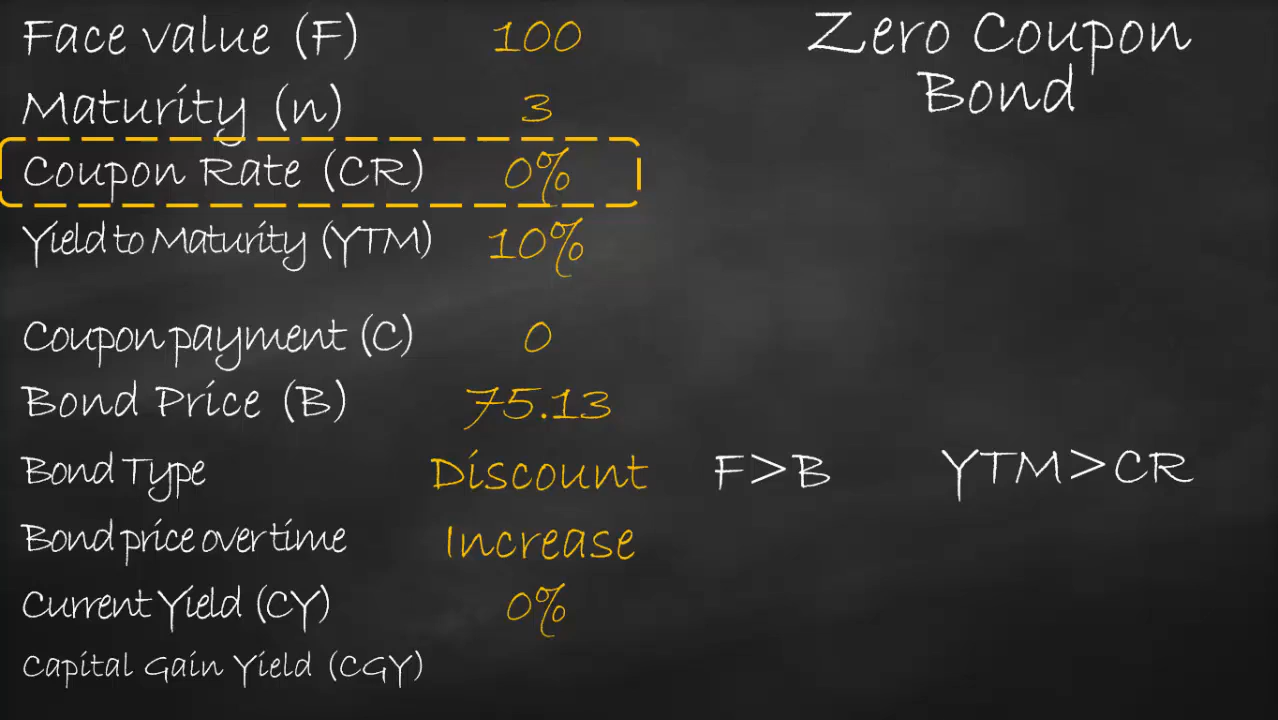 Face value (F) 100
Zero Coupon
Bond
Maturity (n) 3
Coupon Rate (CR) 0%
Yield to Maturity (YTM) 10%
Coupon payment (C) 0
Bond Price (B) 75.13
Bond Type Discount F>B YTM>CR
Bond price over time Increase
Current Yield (CY) 0%
Capital Gain Yield (CGY)